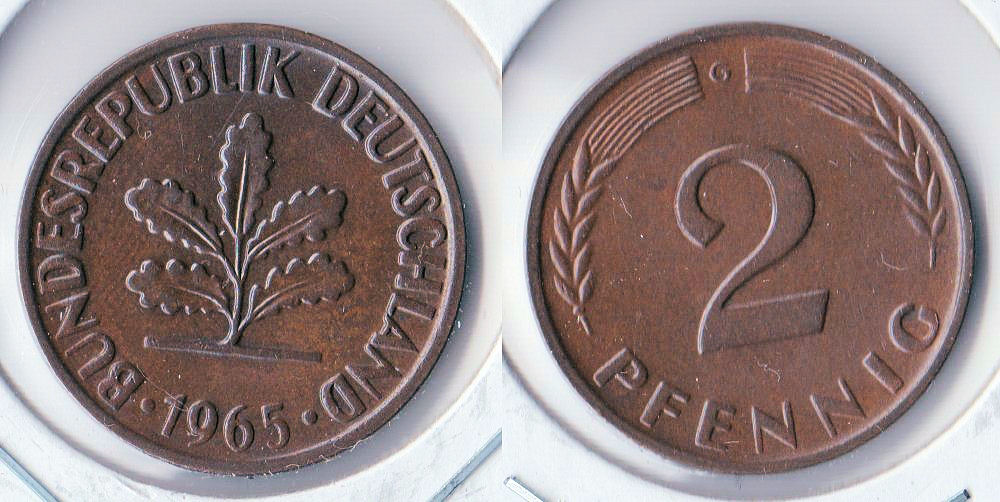 BUNDESREPUBLIK DEUTSCHLAND
· 1965 ·
G
2
PFENNIG